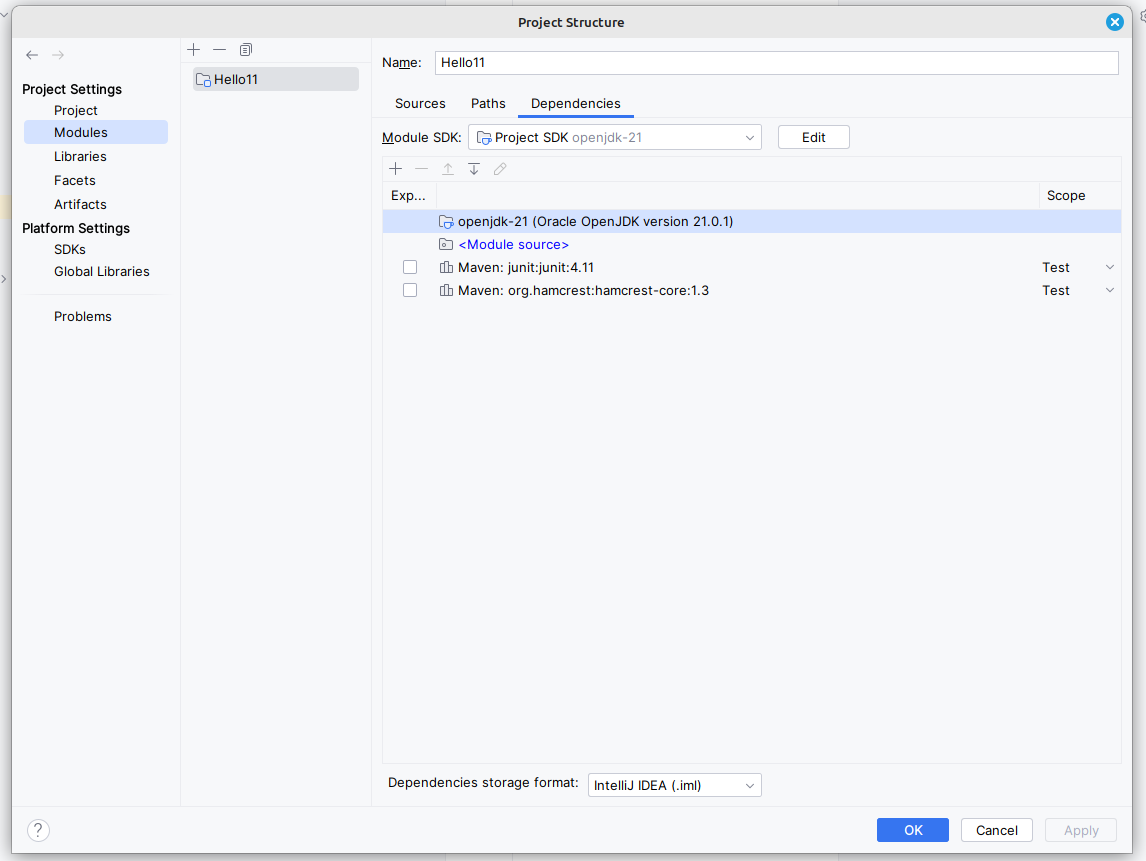 Project Structure
Name: Hello11
Hello11
Project Settings
Project
Modules
Libraries
Facets
Artifacts
Platform Settings
SDKs
Global Libraries
Problems
Sources Paths Dependencies
Module SDK: Project SDK openjdk-21 Edit
Exp... Scope
openjdk-21 (Oracle OpenJDK version 21.0.1)
<Module source>
Maven: junit:junit:4.11 Test
Maven: org.hamcrest:hamcrest-core:1.3 Test
Dependencies storage format: IntelliJ IDEA (.iml)
? OK Cancel Apply